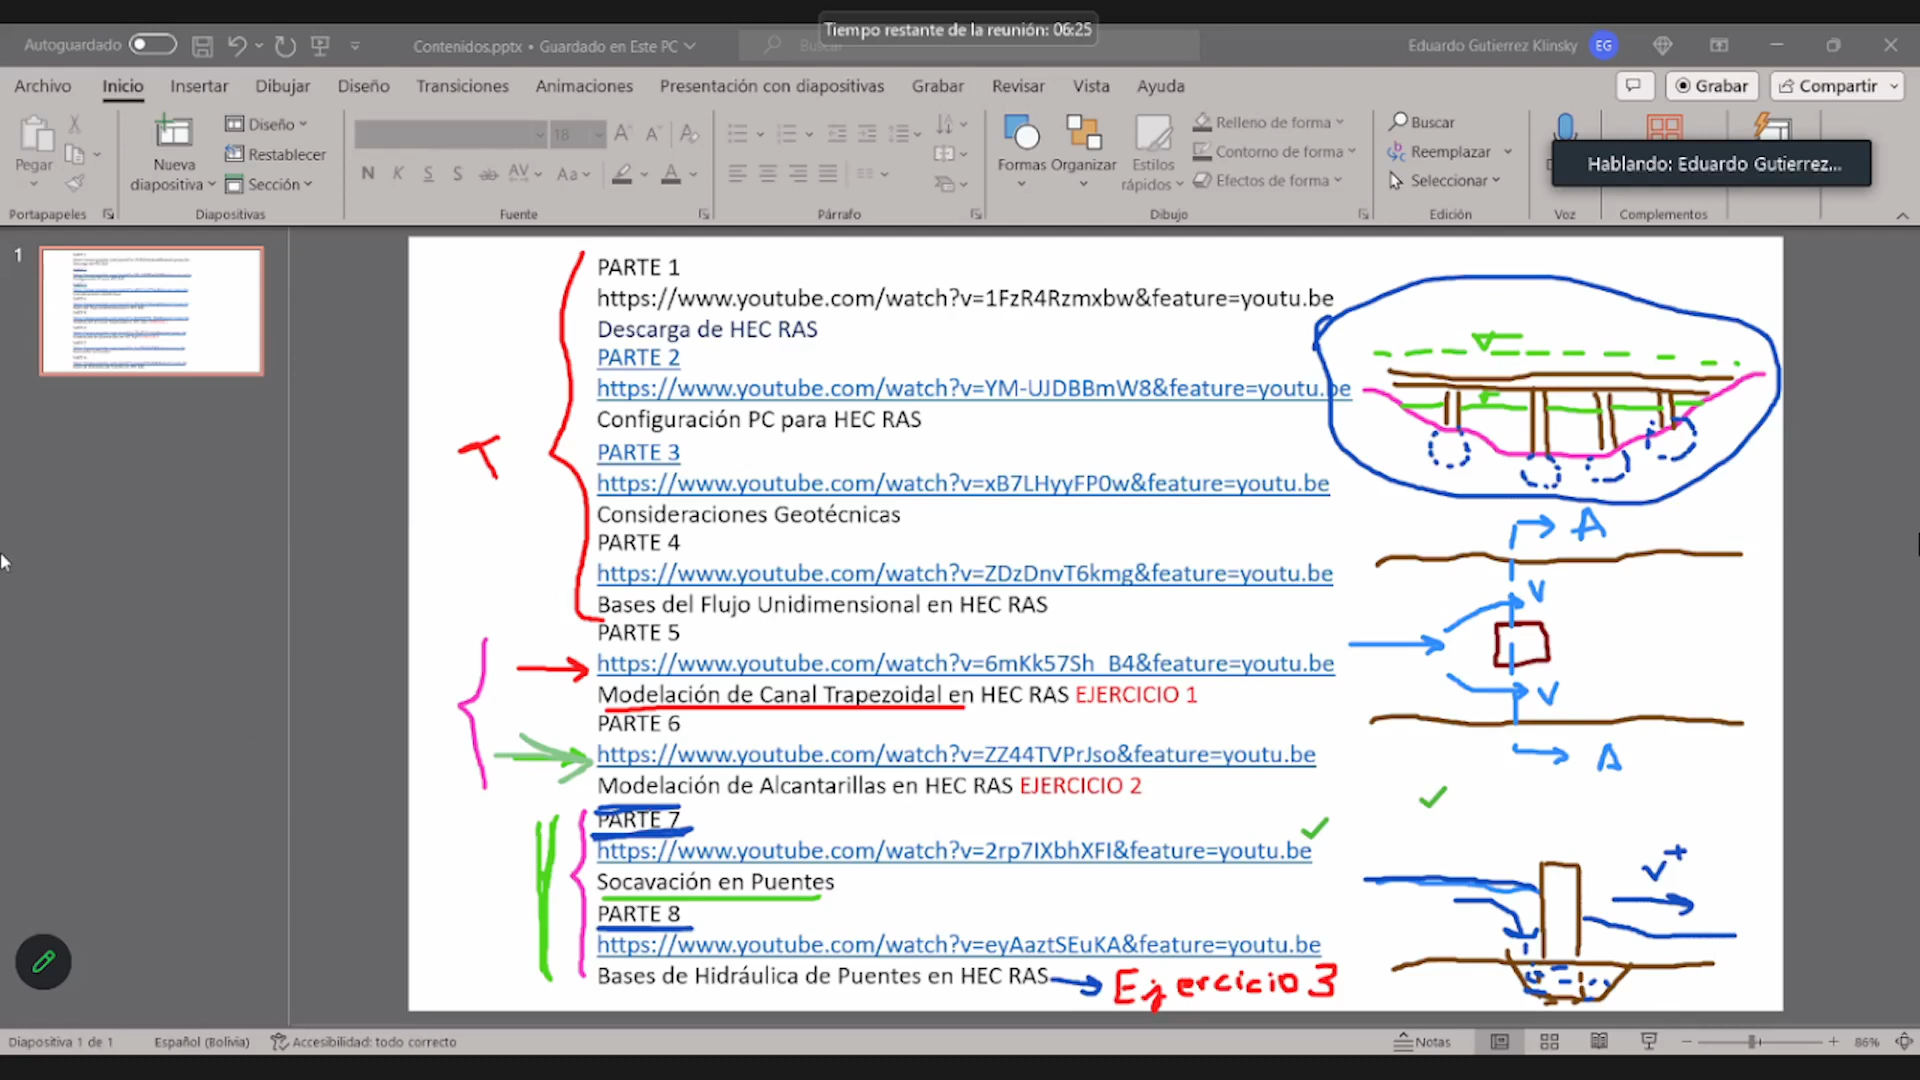 Tiempo restante de la reunión: 06:25
Autoguardado
Contenidos.pptx • Guardado en Este PC
Eduardo Gutierrez Klinsky EG
Archivo Inicio Insertar Dibujar Diseño Transiciones Animaciones Presentación con diapositivas Grabar Revisar Vista Ayuda
Grabar Compartir
Pegar
Nueva diapositiva
Diseño
Restablecer
Sección
18
N K S S ab AV Aa A
Formas Organizar Estilos rápidos
Relleno de forma
Contorno de forma
Efectos de forma
Buscar
Reemplazar
Seleccionar
Hablando: Eduardo Gutierrez...
Portapapeles Diapositivas Fuente Párrafo Dibujo Edición Voz Complementos
1
PARTE 1
https://www.youtube.com/watch?v=1FzR4Rzmxbw&feature=youtu.be
Descarga de HEC RAS
PARTE 2
https://www.youtube.com/watch?v=YM-UJDBBmW8&feature=youtu.be
Configuración PC para HEC RAS
PARTE 3
https://www.youtube.com/watch?v=xB7LHyyFP0w&feature=youtu.be
Consideraciones Geotécnicas
PARTE 4
https://www.youtube.com/watch?v=ZDzDnvT6kmg&feature=youtu.be
Bases del Flujo Unidimensional en HEC RAS
PARTE 5
https://www.youtube.com/watch?v=6mKk57Sh_B4&feature=youtu.be
Modelación de Canal Trapezoidal en HEC RAS EJERCICIO 1
PARTE 6
https://www.youtube.com/watch?v=ZZ44TVPrJso&feature=youtu.be
Modelación de Alcantarillas en HEC RAS EJERCICIO 2
PARTE 7
https://www.youtube.com/watch?v=2rp7IXbhXFI&feature=youtu.be
Socavación en Puentes
PARTE 8
https://www.youtube.com/watch?v=eyAaztSEuKA&feature=youtu.be
Bases de Hidráulica de Puentes en HEC RAS
Ejercicio 3
T
A
V
V
A
V+
Diapositiva 1 de 1 Español (Bolivia) Accesibilidad: todo correcto Notas 86%